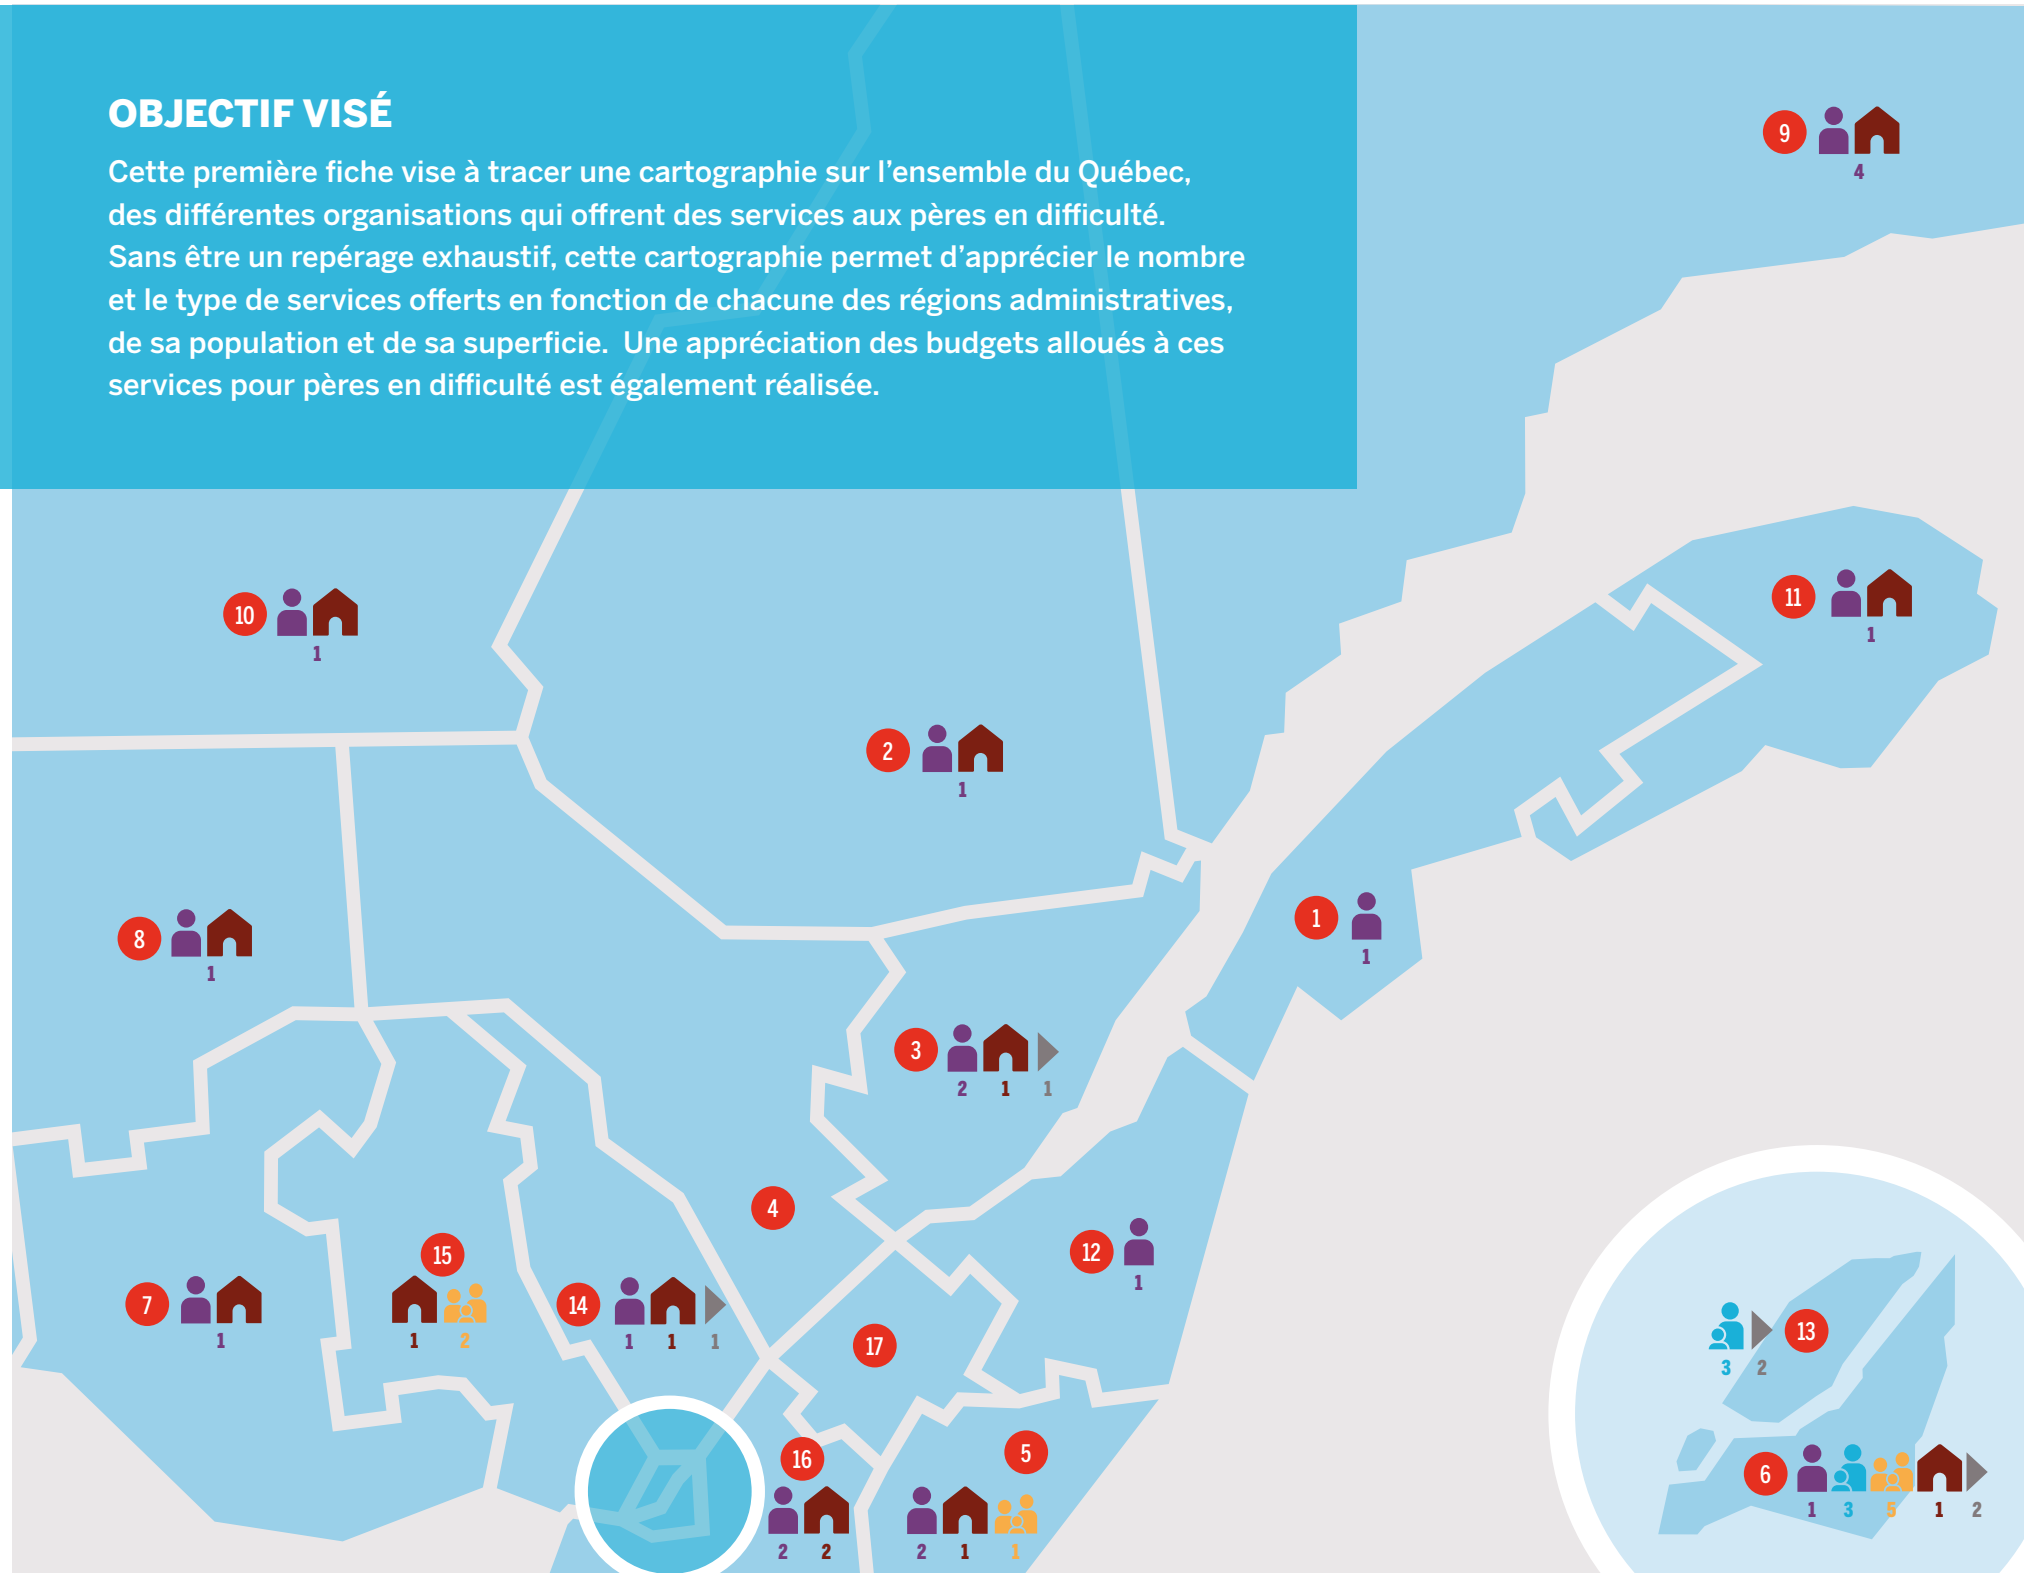 OBJECTIF VISÉ
Cette première fiche vise à tracer une cartographie sur l'ensemble du Québec,
des différentes organisations qui offrent des services aux pères en difficulté.
Sans être un repérage exhaustif, cette cartographie permet d'apprécier le nombre
et le type de services offerts en fonction de chacune des régions administratives,
de sa population et de sa superficie. Une appréciation des budgets alloués à ces
services pour pères en difficulté est également réalisée.
9
4
10
1
11
1
2
1
8
1
1
1
3
2 1 1
4
12
1
7
1
15
1 2
14
1 1 1
17
13
3 2
16
2 2
5
2 1 1
6
1 3 5 1 2